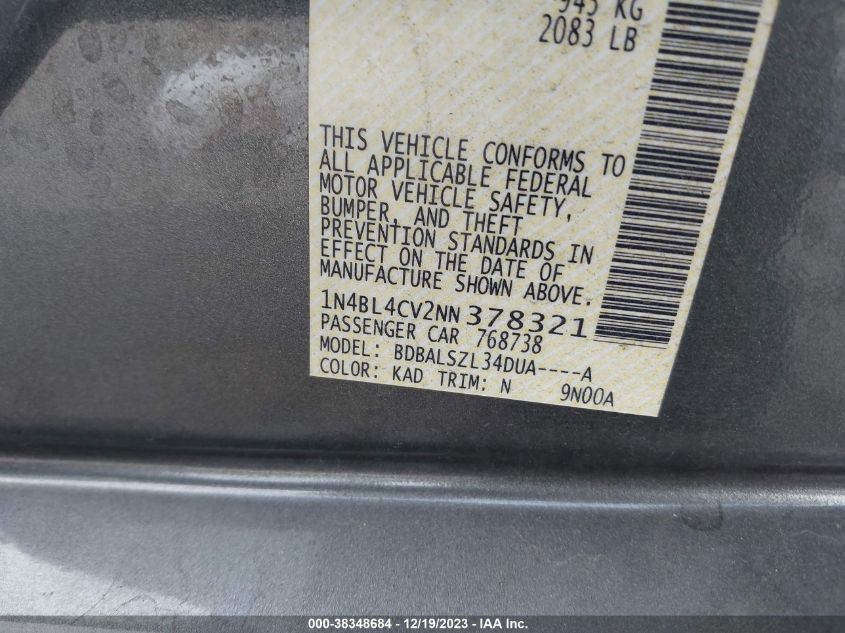 945 KG
2083 LB
THIS VEHICLE CONFORMS TO
ALL APPLICABLE FEDERAL
MOTOR VEHICLE SAFETY,
BUMPER, AND THEFT
PREVENTION STANDARDS IN
EFFECT ON THE DATE OF
MANUFACTURE SHOWN ABOVE.
1N4BL4CV2NN378321
PASSENGER CAR 768738
MODEL: BDBALSZL34DUA----A
COLOR: KAD TRIM: N 9N00A
000-38348684 - 12/19/2023 - IAA Inc.